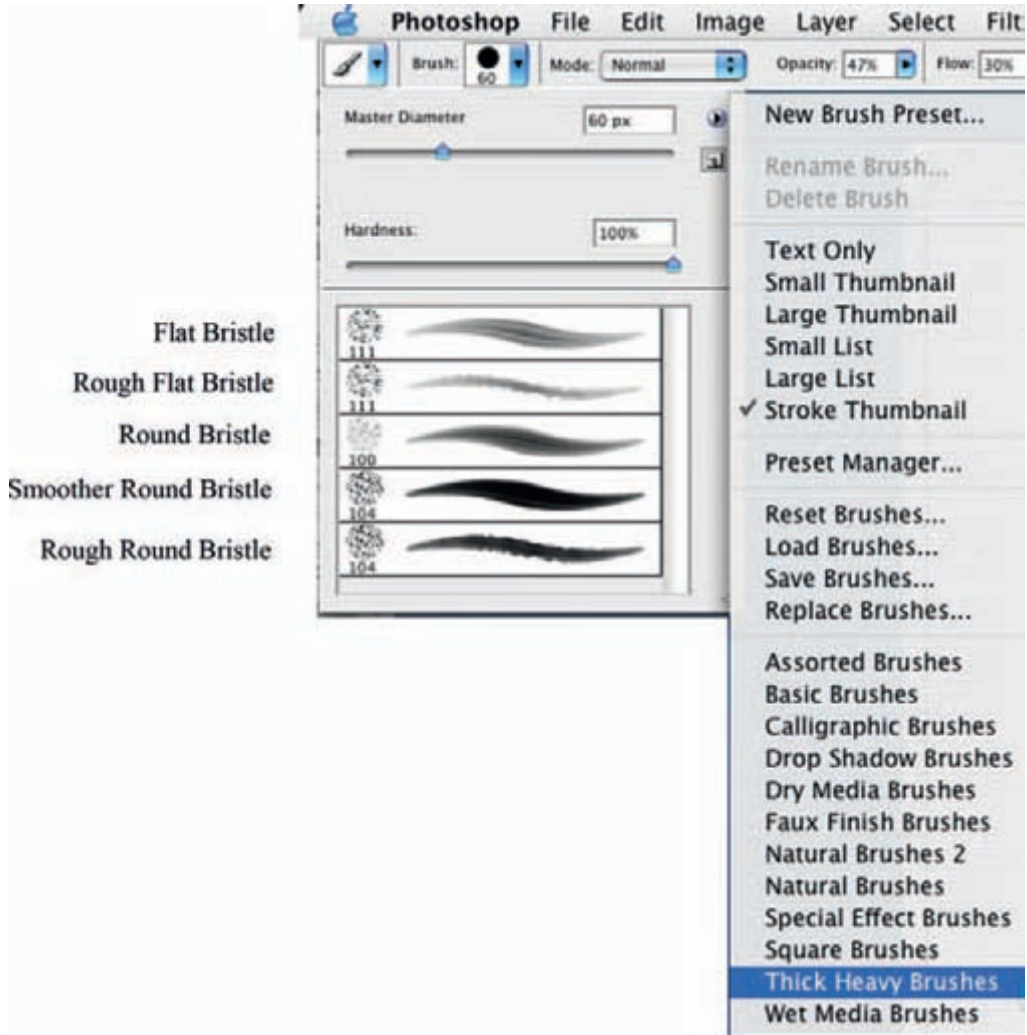 Photoshop File Edit Image Layer Select Filt
Brush: 60 Mode: Normal Opacity: 47% Flow: 30%
Master Diameter 60 px
Hardness: 100%
Flat Bristle
111
Rough Flat Bristle
111
Round Bristle
100
Smoother Round Bristle
104
Rough Round Bristle
104
New Brush Preset...
Rename Brush...
Delete Brush
Text Only
Small Thumbnail
Large Thumbnail
Small List
Large List
✓ Stroke Thumbnail
Preset Manager...
Reset Brushes...
Load Brushes...
Save Brushes...
Replace Brushes...
Assorted Brushes
Basic Brushes
Calligraphic Brushes
Drop Shadow Brushes
Dry Media Brushes
Faux Finish Brushes
Natural Brushes 2
Natural Brushes
Special Effect Brushes
Square Brushes
Thick Heavy Brushes
Wet Media Brushes